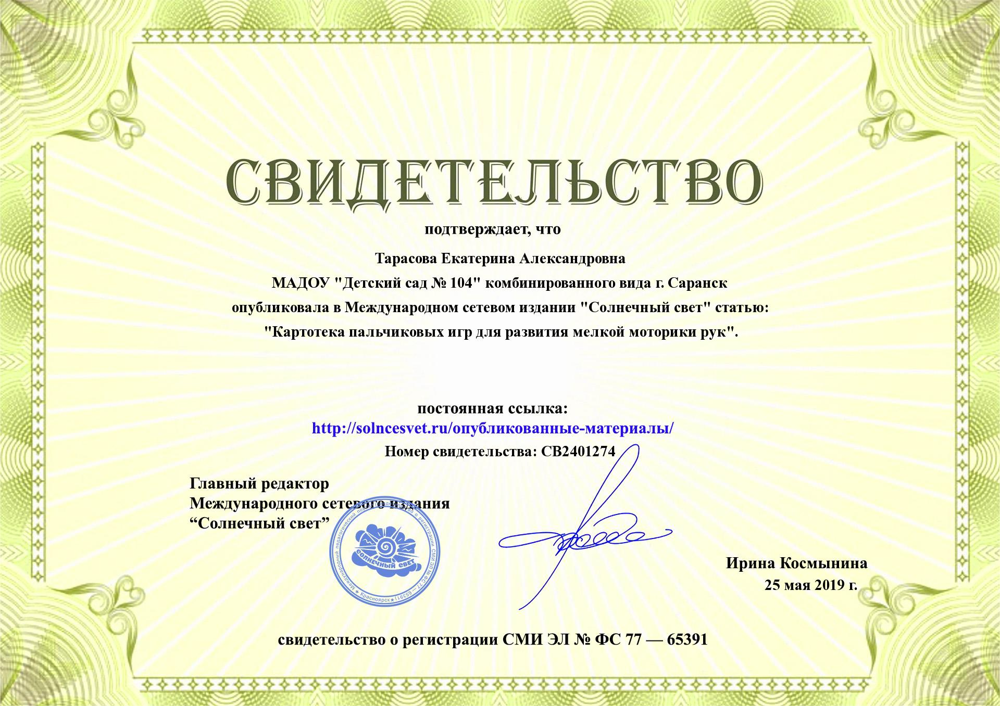 СВИДЕТЕЛЬСТВО
подтверждает, что
Тарасова Екатерина Александровна
МАДОУ "Детский сад № 104" комбинированного вида г. Саранск
опубликовала в Международном сетевом издании "Солнечный свет" статью:
"Картотека пальчиковых игр для развития мелкой моторики рук".
постоянная ссылка:
http://solncesvet.ru/опубликованные-материалы/
Номер свидетельства: СВ2401274
Главный редактор
Международного сетевого издания
“Солнечный свет”
СОЛНЕЧНЫЙ СВЕТ
★ Международный педагогический о регистрации СМИ ЭЛ № ФС 77 — 65391) ★ Красноярск
Ирина Космынина
25 мая 2019 г.
свидетельство о регистрации СМИ ЭЛ № ФС 77 — 65391